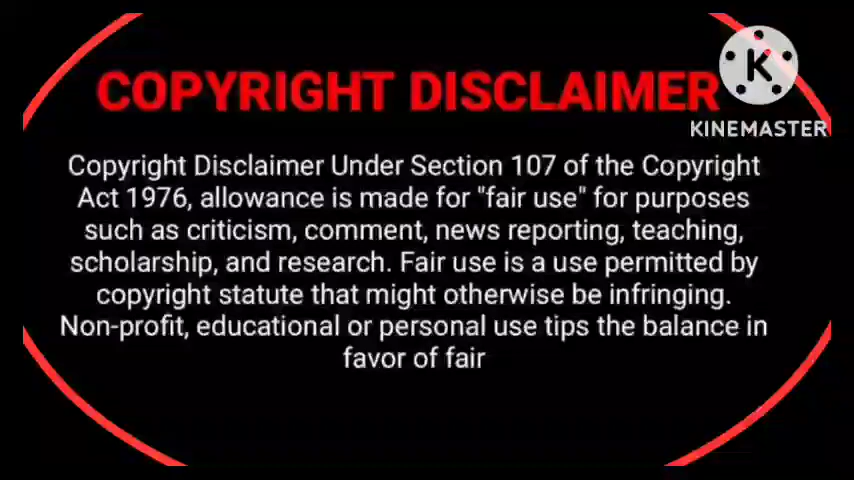 COPYRIGHT DISCLAIMER
K
KINEMASTER
Copyright Disclaimer Under Section 107 of the Copyright
Act 1976, allowance is made for "fair use" for purposes
such as criticism, comment, news reporting, teaching,
scholarship, and research. Fair use is a use permitted by
copyright statute that might otherwise be infringing.
Non-profit, educational or personal use tips the balance in
favor of fair